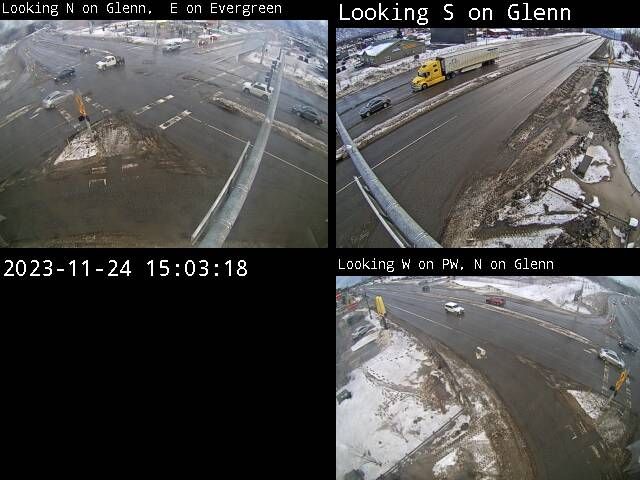 Looking N on Glenn,  E on Evergreen
Looking S on Glenn
2023-11-24 15:03:18
Looking W on PW, N on Glenn